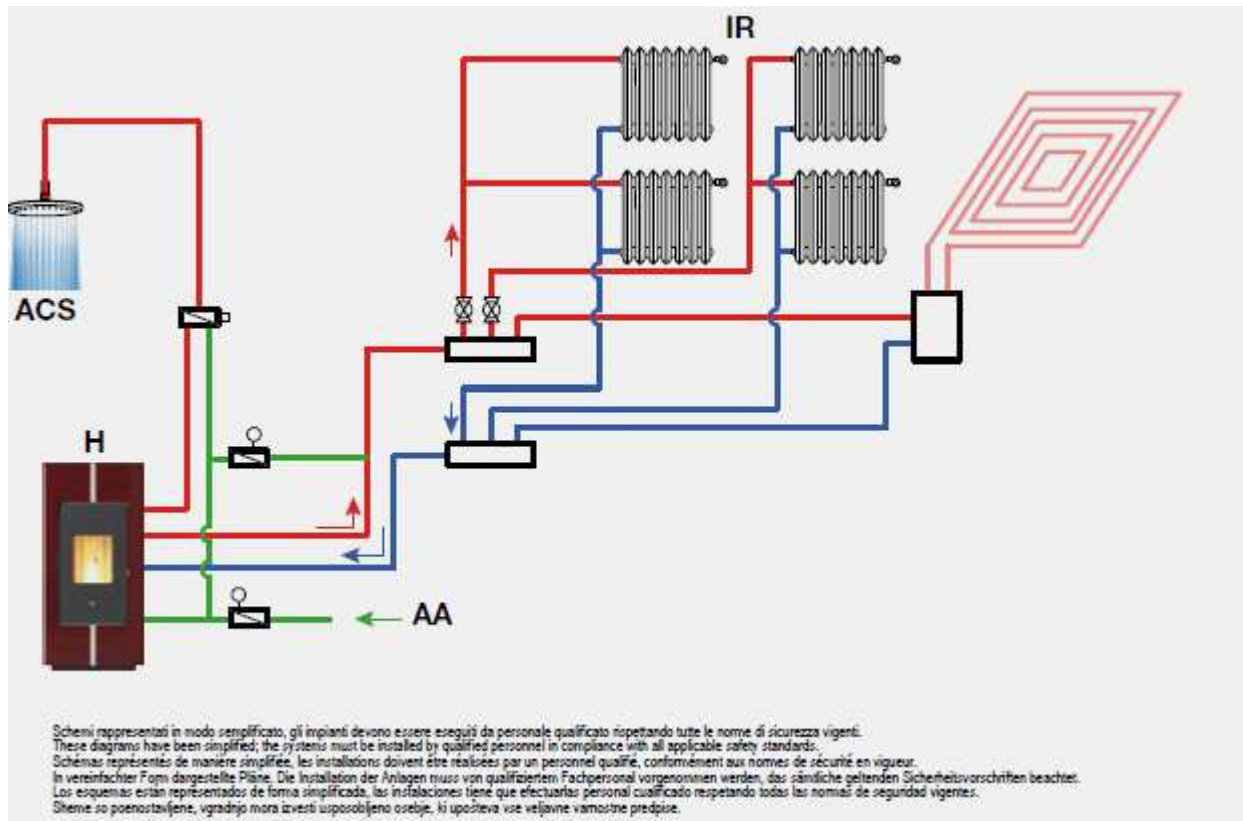 IR
ACS
H
AA
Schemi rappresentati in modo semplificato, gli impianti devono essere eseguiti da personale qualificato rispettando tutte le norme di sicurezza vigenti.
These diagrams have been simplified; the systems must be installed by qualified personnel in compliance with all applicable safety standards.
Schémas représentés de manière simplifiée, les installations doivent être réalisées par un personnel qualifié, conformément aux normes de sécurité en vigueur.
In vereinfachter Form dargestellte Pläne. Die Installation der Anlagen muss von qualifiziertem Fachpersonal vorgenommen werden, das sämtliche geltenden Sicherheitsvorschriften beachtet.
Los esquemas están representados de forma simplificada, las instalaciones tiene que efectuarlas personal cualificado respetando todas las normas de seguridad vigentes.
Sheme so poenostavljene, vgradnjo mora izvesti usposobljeno osebje, ki upošteva vse veljavne varnostne predpise.